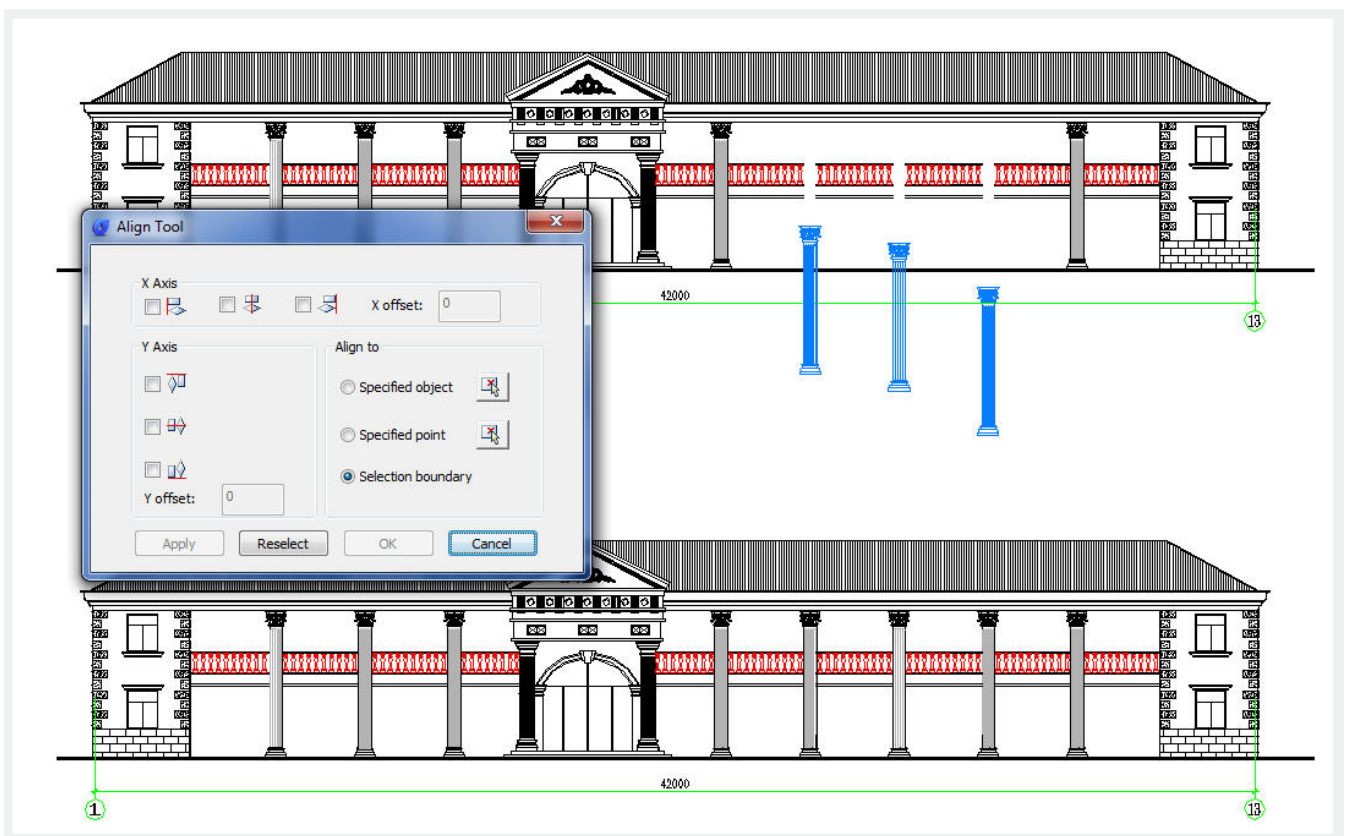 42000
13
Align Tool
X Axis
X offset: 0
Y Axis
Align to
Specified object
Specified point
Selection boundary
Y offset: 0
Apply Reselect OK Cancel
42000
1 13